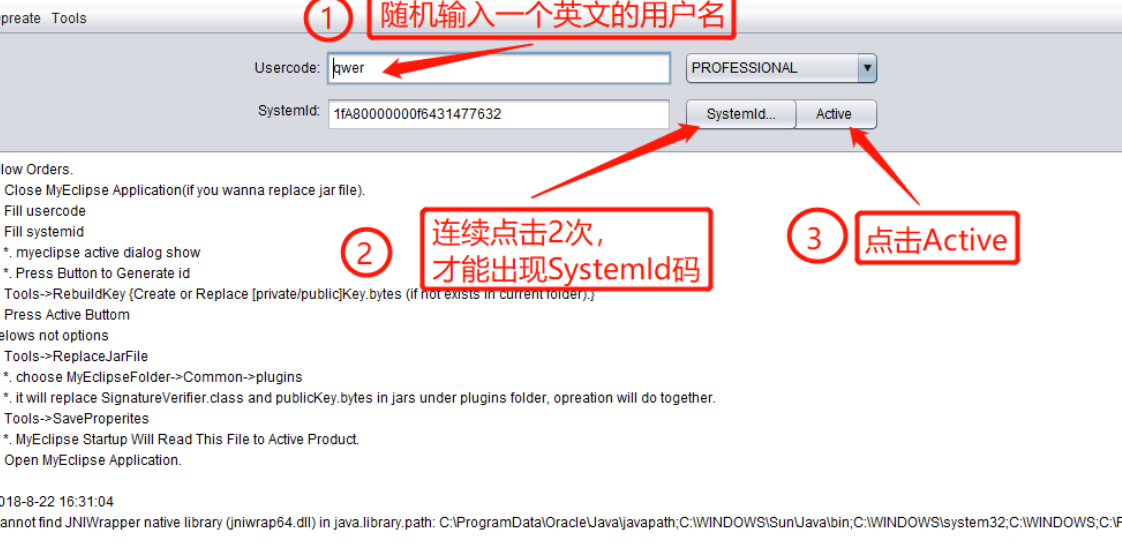 preate Tools
① 随机输入一个英文的用户名
Usercode: qwer PROFESSIONAL
SystemId: 1fA80000000f6431477632 SystemId... Active
llow Orders.
Close MyEclipse Application(if you wanna replace jar file).
Fill usercode
Fill systemid
*. myeclipse active dialog show
*. Press Button to Generate id
Tools->RebuildKey {Create or Replace [private/public]Key.bytes (if not exists in current folder).}
Press Active Buttom
② 连续点击2次，
才能出现SystemId码
③ 点击Active
elows not options
Tools->ReplaceJarFile
*. choose MyEclipseFolder->Common->plugins
*. it will replace SignatureVerifier.class and publicKey.bytes in jars under plugins folder, opreation will do together.
Tools->SaveProperites
*. MyEclipse Startup Will Read This File to Active Product.
Open MyEclipse Application.
018-8-22 16:31:04
annot find JNIWrapper native library (jniwrap64.dll) in java.library.path: C:\ProgramData\Oracle\Java\javapath;C:\WINDOWS\Sun\Java\bin;C:\WINDOWS\system32;C:\WINDOWS;C:\F